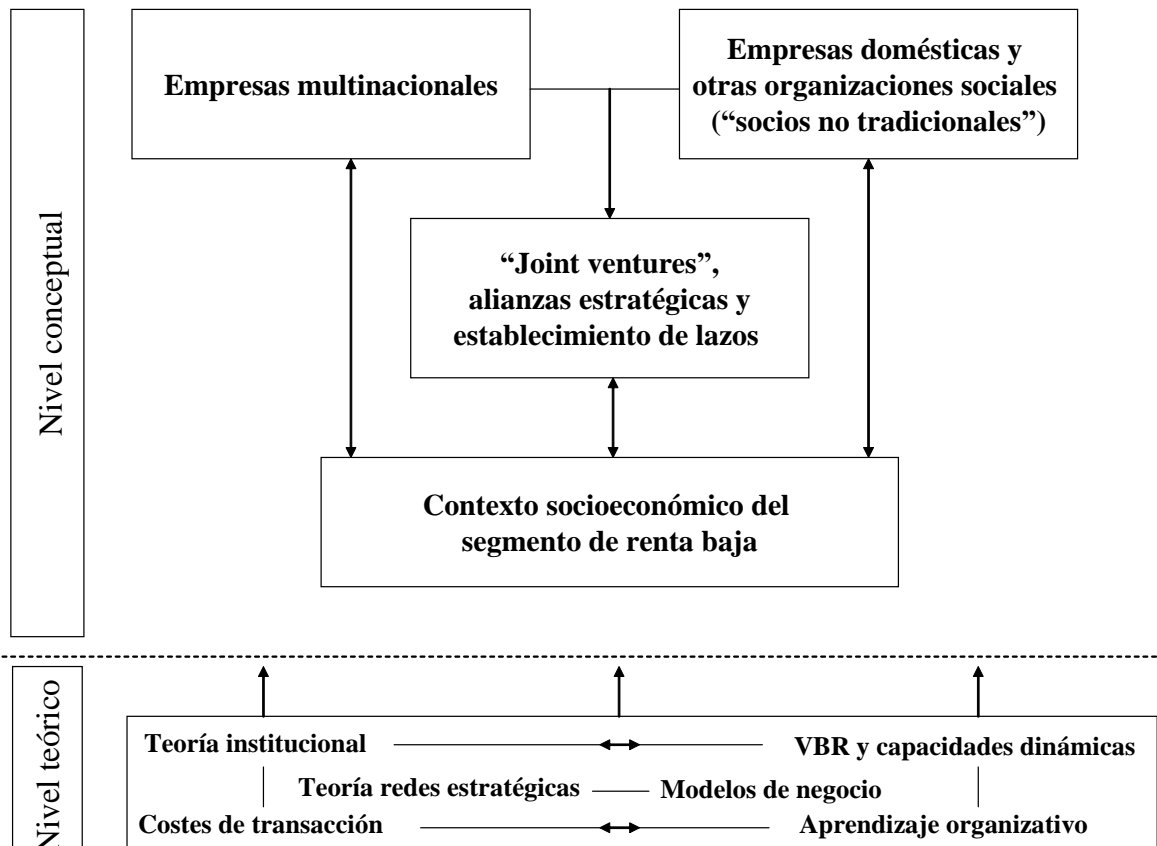 Nivel conceptual
Empresas multinacionales
Empresas domésticas y
otras organizaciones sociales
(“socios no tradicionales”)
“Joint ventures”,
alianzas estratégicas y
establecimiento de lazos
Contexto socioeconómico del
segmento de renta baja
Nivel teórico
Teoría institucional
VBR y capacidades dinámicas
Teoría redes estratégicas
Modelos de negocio
Costes de transacción
Aprendizaje organizativo